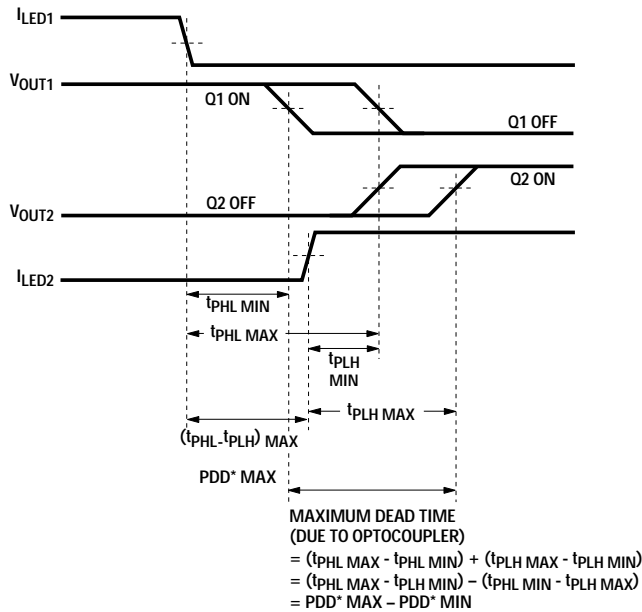 ILED1
VOUT1
Q1 ON
Q1 OFF
Q2 ON
Q2 OFF
VOUT2
ILED2
tPHL MIN
tPHL MAX
tPLH
MIN
tPLH MAX
(tPHL-tPLH) MAX
PDD* MAX
MAXIMUM DEAD TIME
(DUE TO OPTOCOUPLER)
= (tPHL MAX - tPHL MIN) + (tPLH MAX - tPLH MIN)
= (tPHL MAX - tPLH MIN) – (tPHL MIN - tPLH MAX)
= PDD* MAX – PDD* MIN